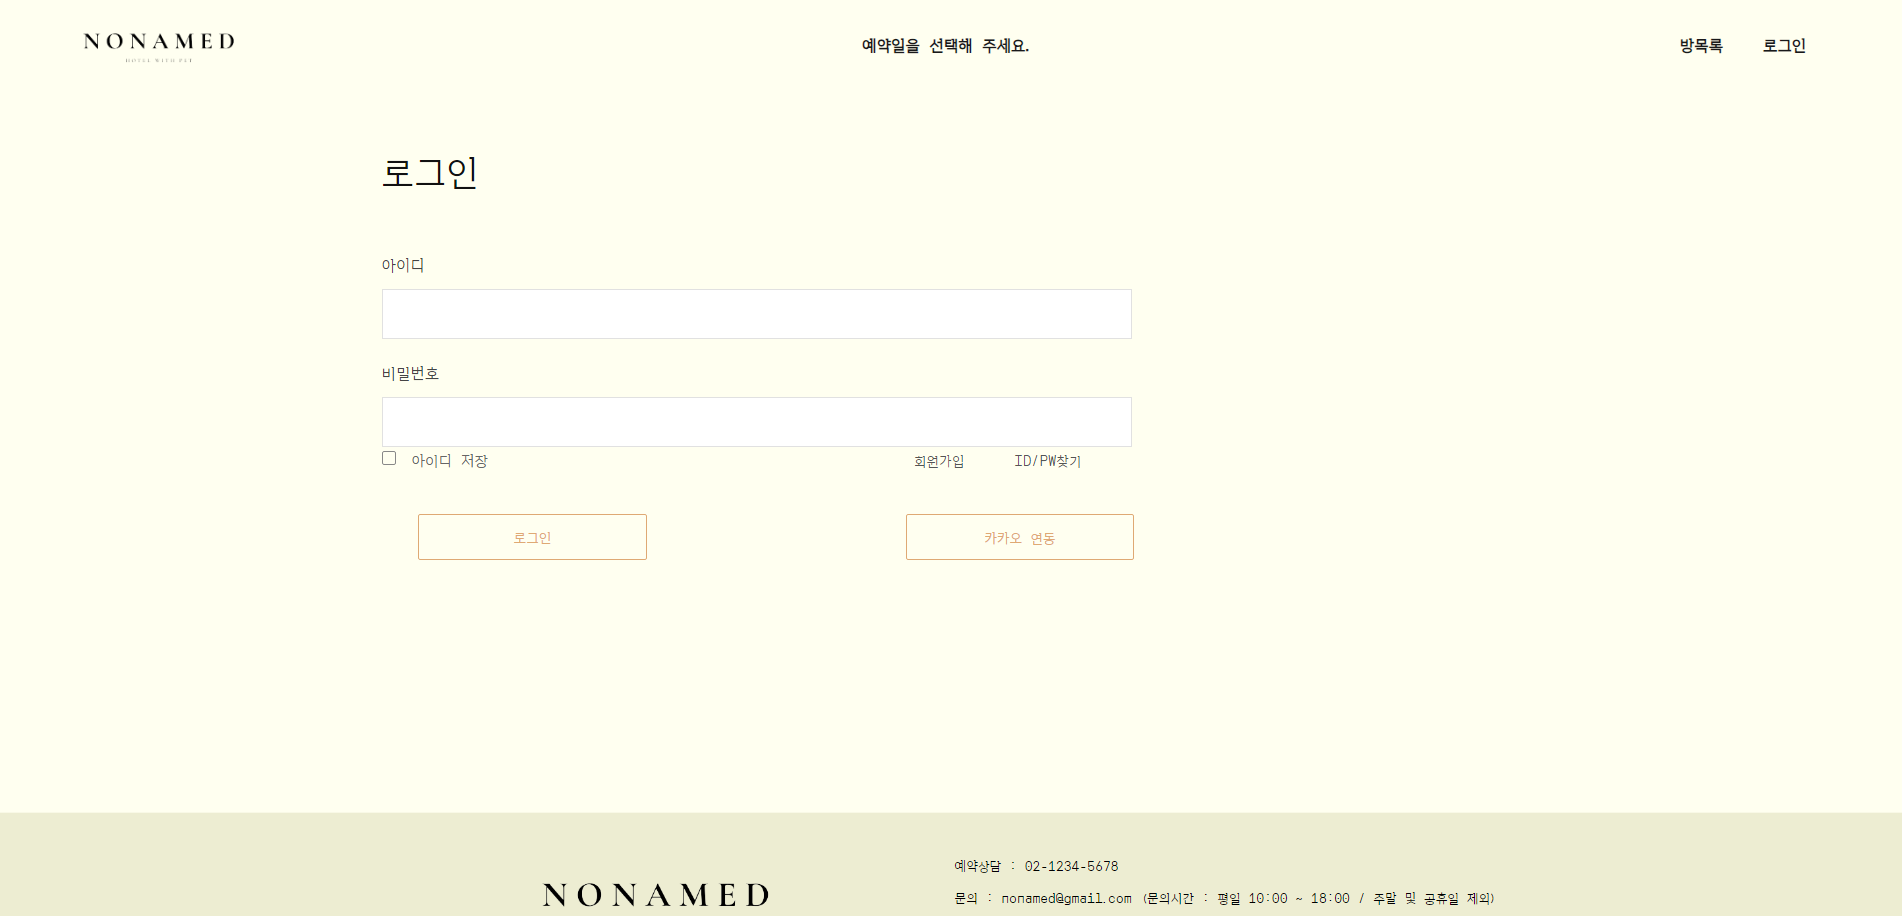 NONAMED
HOTEL WITH PET
예약일을 선택해 주세요.
방목록 로그인
로그인
아이디
비밀번호
아이디 저장 회원가입 ID/PW찾기
로그인 카카오 연동
예약상담 : 02-1234-5678
NONAMED
문의 : nonamed@gmail.com (문의시간 : 평일 10:00 ~ 18:00 / 주말 및 공휴일 제외)